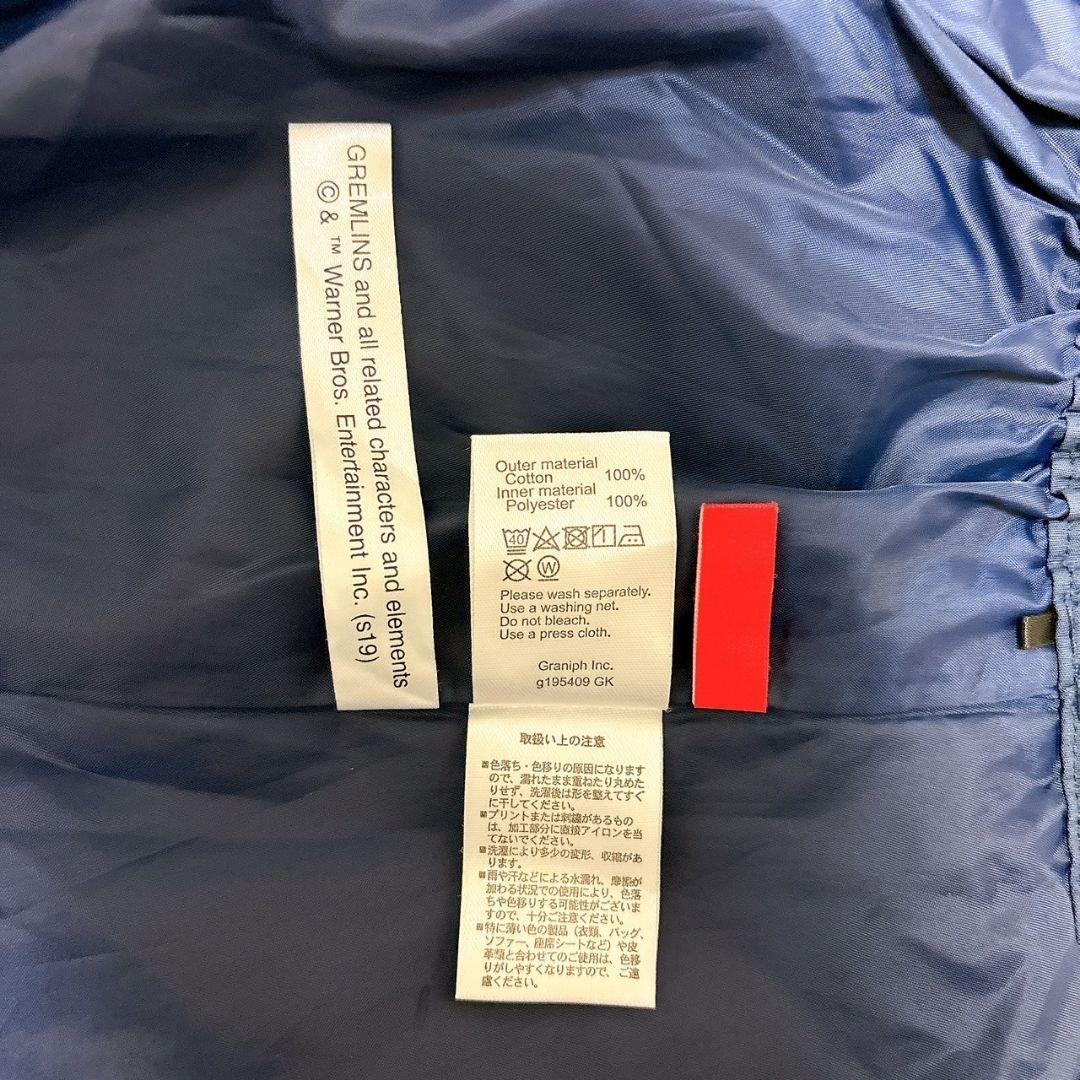 GREMLINS and all related characters and elements
© & ™ Warner Bros. Entertainment Inc. (s19)
Outer material
Cotton 100%
Inner material
Polyester 100%
40
W
Please wash separately.
Use a washing net.
Do not bleach.
Use a press cloth.
Graniph Inc.
g195409 GK
取扱い上の注意
色落ち・色移りの原因になります
ので、濡れたまま重ねたり丸めた
りせず、洗濯後は形を整えてすぐ
に干してください。
プリントまたは刺繍があるもの
は、加工部分に直接アイロンを当
てないでください。
洗濯により多少の変形、収縮があ
ります。
雨や汗などによる水濡れ、摩擦が
加わる状況での使用により、色落
ちや色移りする可能性がございま
すので、十分ご注意ください。
特に薄い色の製品（衣類、バッグ、
ソファー、座席シートなど）や皮
革類と合わせてのご使用は、色移
りがしやすくなりますので、ご遠
慮ください。